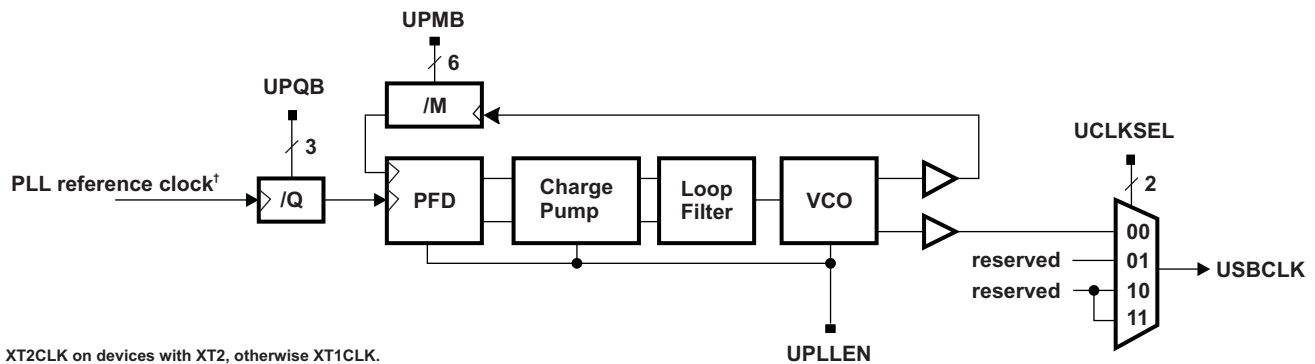 UPMB
6
/M
UPQB
3
PLL reference clock†
/Q
PFD
Charge
Pump
Loop
Filter
VCO
UCLKSEL
2
00
reserved
01
reserved
10
11
USBCLK
UPLLEN
XT2CLK on devices with XT2, otherwise XT1CLK.